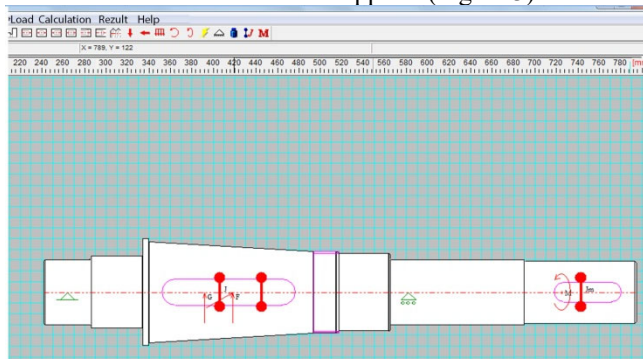 Load Calculation Rezult Help
M
X = 789, Y = 122
220 240 260 280 300 320 340 360 380 400 420 440 460 480 500 520 540 560 580 600 620 640 660 680 700 720 740 760 780
G F